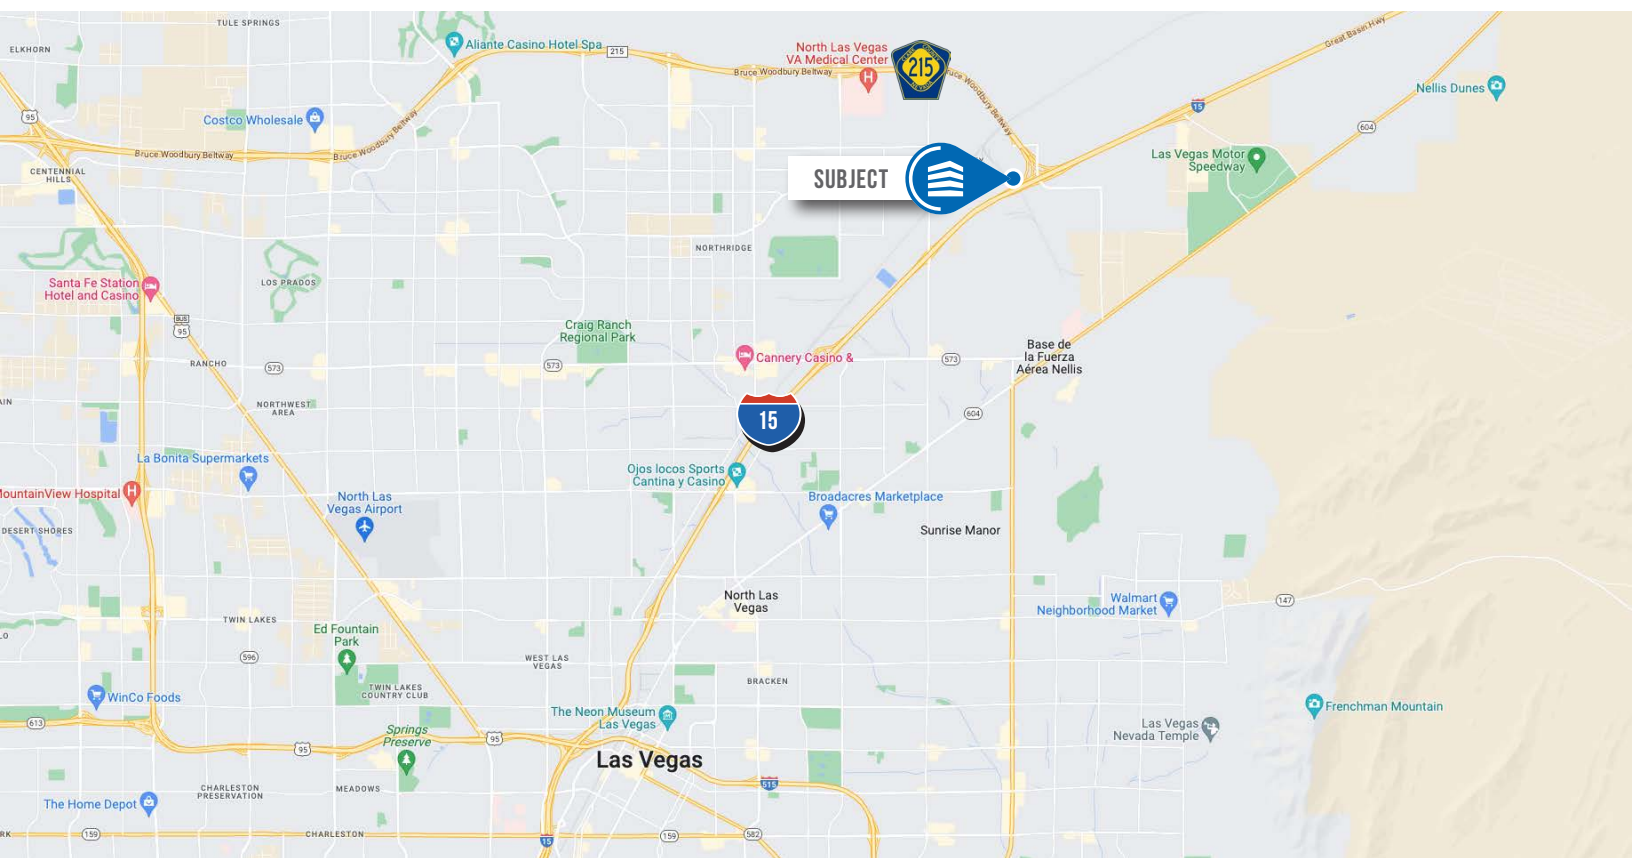 TULE SPRINGS
ELKHORN
Aliante Casino Hotel Spa
215
North Las Vegas
VA Medical Center
H
215
Bruce Woodbury Beltway
Great Basin Hwy
Nellis Dunes
15
95
Costco Wholesale
Bruce Woodbury Beltway
Bruce Woodbury Beltway
604
Las Vegas Motor
Speedway
CENTENNIAL
HILLS
SUBJECT
NORTHRIDGE
Santa Fe Station
Hotel and Casino
LOS PRADOS
BUS
95
Craig Ranch
Regional Park
Cannery Casino &
RANCHO
573
573
573
Base de
la Fuerza
Aérea Nellis
NORTHWEST
AREA
15
604
La Bonita Supermarkets
Ojos locos Sports
Cantina y Casino
MountainView Hospital
H
North Las
Vegas Airport
Broadacres Marketplace
DESERT SHORES
Sunrise Manor
North Las
Vegas
Walmart
Neighborhood Market
147
TWIN LAKES
Ed Fountain
Park
596
WEST LAS
VEGAS
BRACKEN
TWIN LAKES
COUNTRY CLUB
WinCo Foods
The Neon Museum
Las Vegas
Frenchman Mountain
613
Springs
Preserve
95
95
Las Vegas
Nevada Temple
Las Vegas
515
CHARLESTON
PRESERVATION
MEADOWS
The Home Depot
159
CHARLESTON
15
159
582